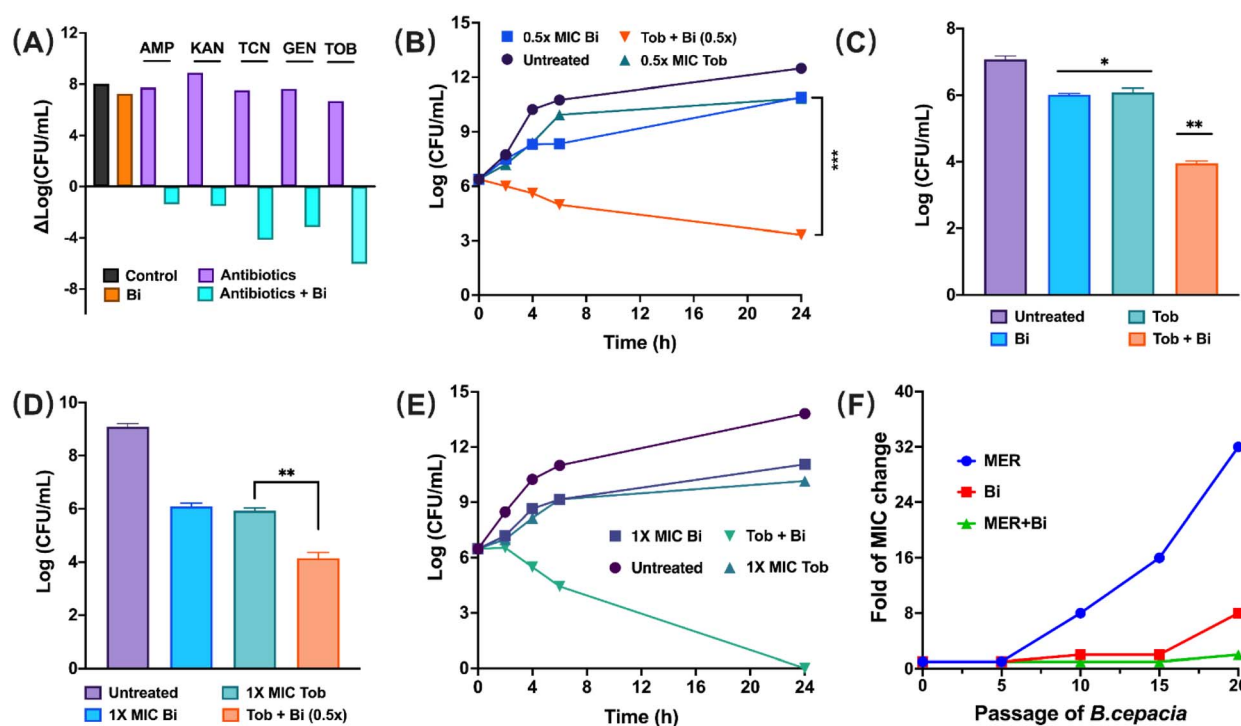 (A)
AMP KAN TCN GEN TOB
ΔLog(CFU/mL)
12
8
4
0
-4
-8
Control
Antibiotics
Bi
Antibiotics + Bi
(B)
0.5x MIC Bi
Tob + Bi (0.5x)
Untreated
0.5x MIC Tob
Log (CFU/mL)
15
12
9
6
3
0
***
0 4 8 12 16 20 24
Time (h)
(C)
Log (CFU/mL)
8
6
4
2
0
*
**
Untreated
Tob
Bi
Tob + Bi
(D)
Log (CFU/mL)
10
8
6
4
2
0
**
Untreated
1X MIC Tob
1X MIC Bi
Tob + Bi (0.5x)
(E)
Log (CFU/mL)
15
12
9
6
3
0
1X MIC Bi
Tob + Bi
Untreated
1X MIC Tob
0 4 8 12 16 20 24
Time (h)
(F)
Fold of MIC change
40
32
24
16
8
0
MER
Bi
MER+Bi
0 5 10 15 20
Passage of B.cepacia